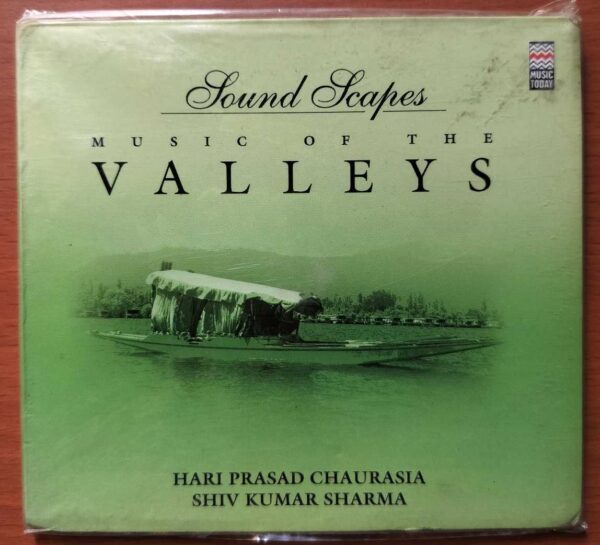 Sound Scapes
MUSIC TODAY
MUSIC OF THE
VALLEYS
HARI PRASAD CHAURASIA
SHIV KUMAR SHARMA